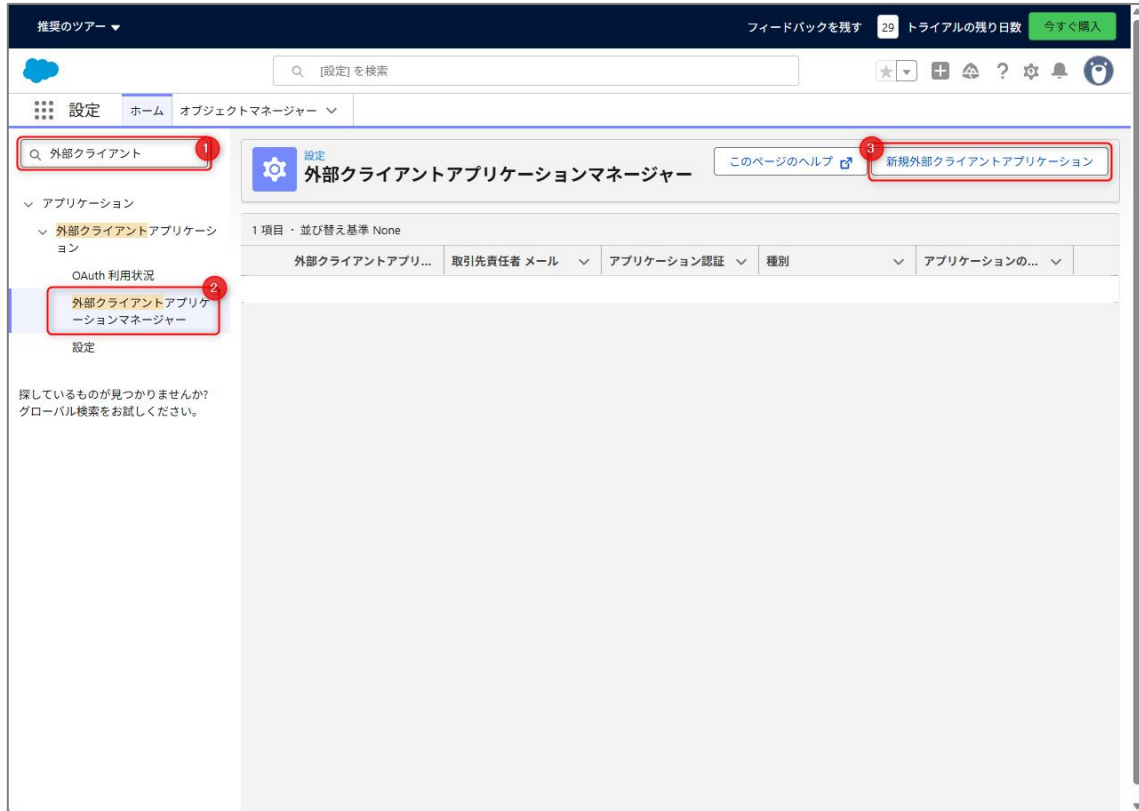 推奨のツアー
フィードバックを残す 29 トライアルの残り日数 今すぐ購入
[設定] を検索
設定 ホーム オブジェクトマネージャー
外部クライアント
1
アプリケーション
外部クライアントアプリケーシ
ョン
OAuth 利用状況
2
外部クライアントアプリケ
ーションマネージャー
設定
探しているものが見つかりませんか?
グローバル検索をお試しください。
設定
外部クライアントアプリケーションマネージャー
このページのヘルプ
3
新規外部クライアントアプリケーション
1 項目 · 並び替え基準 None
外部クライアントアプリ... 取引先責任者 メール アプリケーション認証 種別 アプリケーションの...